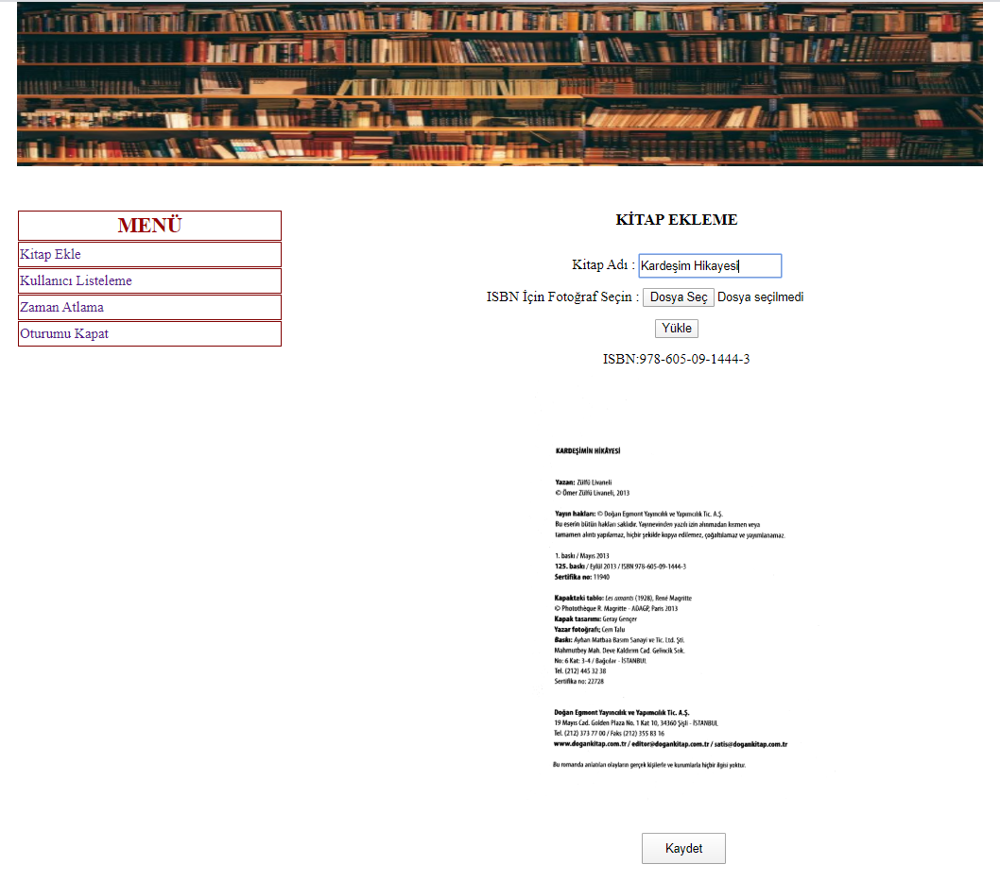 MENÜ
Kitap Ekle
Kullanıcı Listeleme
Zaman Atlama
Oturumu Kapat
KİTAP EKLEME
Kitap Adı : Kardeşim Hikayesi
ISBN İçin Fotoğraf Seçin : Dosya Seç Dosya seçilmedi
Yükle
ISBN:978-605-09-1444-3
KARDEŞİMİN HİKÂYESİ
Yazan: Zülfü Livaneli
© Ömer Zülfü Livaneli, 2013
Yayın hakları: © Doğan Egmont Yayıncılık ve Yapımcılık Tic. A.Ş.
Bu eserin bütün hakları saklıdır. Yayınevinden yazılı izin alınmadan kısmen veya
tamamen alıntı yapılamaz, hiçbir şekilde kopya edilemez, çoğaltılamaz ve yayımlanamaz.
1. baskı / Mayıs 2013
125. baskı / Eylül 2013 / ISBN 978-605-09-1444-3
Sertifika no: 11940
Kapaktaki tablo: Les amants (1928), René Magritte
© Photothèque R. Magritte - ADAGP, Paris 2013
Kapak tasarımı: Geray Gençer
Yazar fotoğrafı: Cem Talu
Baskı: Ayhan Matbaa Basım Sanayi ve Tic. Ltd. Şti.
Mahmutbey Mah. Deve Kaldırım Cad. Gelincik Sok.
No: 6 Kat: 3-4 / Bağcılar - İSTANBUL
Tel. (212) 445 32 38
Sertifika no: 22728
Doğan Egmont Yayıncılık ve Yapımcılık Tic. A.Ş.
19 Mayıs Cad. Golden Plaza No. 1 Kat 10, 34360 Şişli - İSTANBUL
Tel. (212) 373 77 00 / Faks (212) 355 83 16
www.dogankitap.com.tr / editor@dogankitap.com.tr / satis@dogankitap.com.tr
Bu romanda anlatılan olayların gerçek kişilerle ve kurumlarla hiçbir ilgisi yoktur.
Kaydet